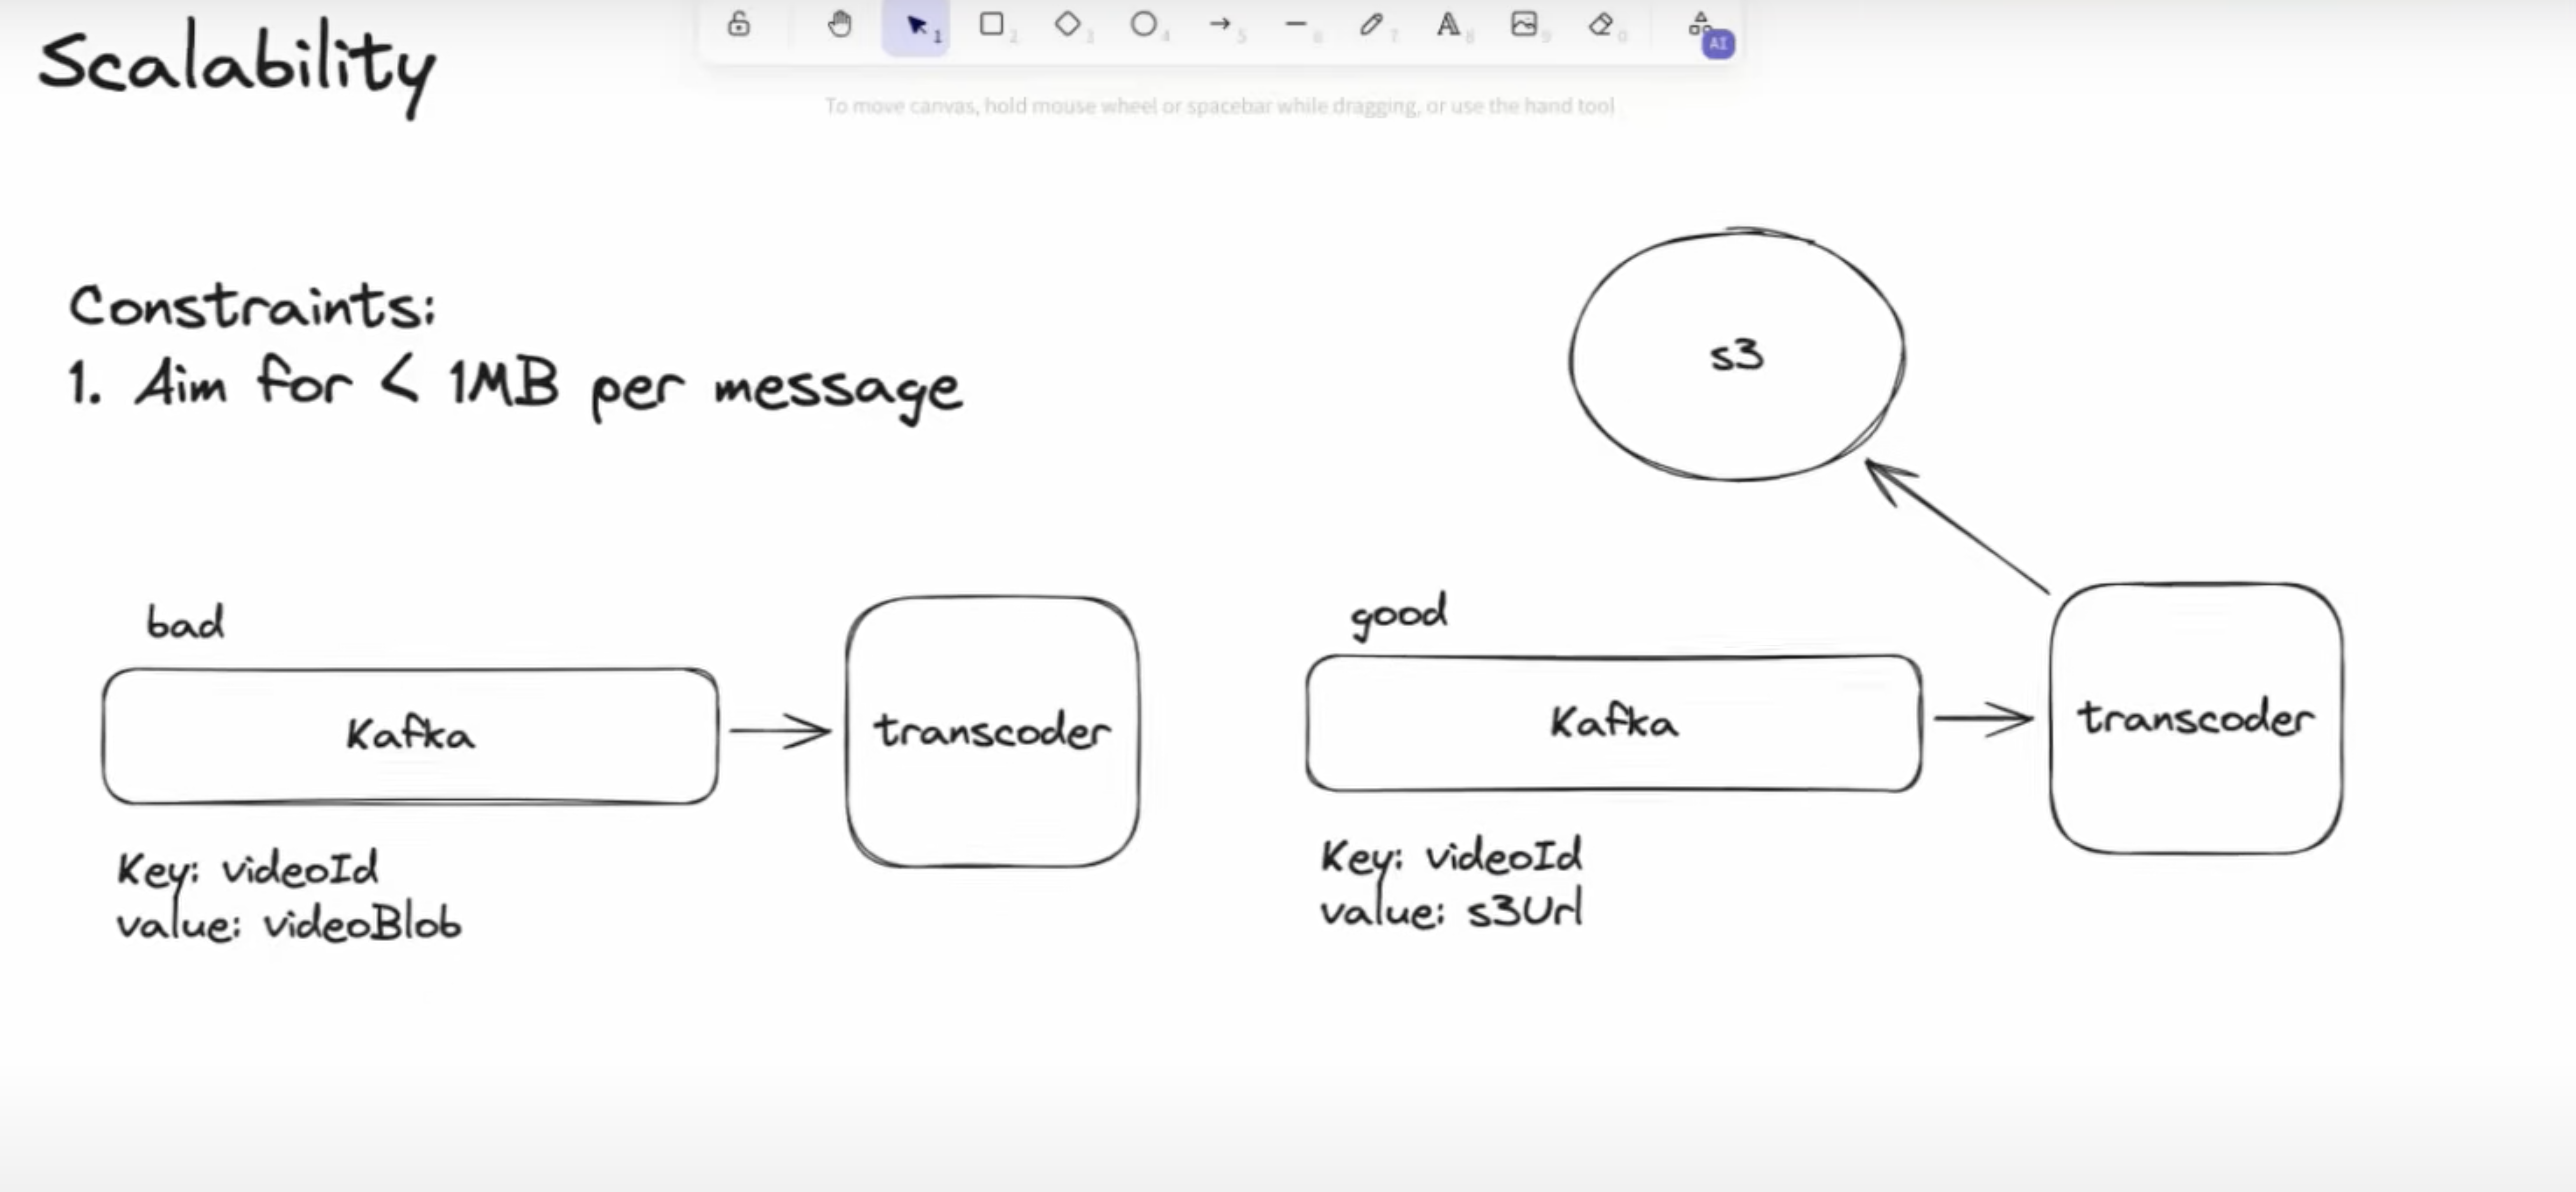 Scalability
1 2 3 4 5 6 7 8 9 0 AI
To move canvas, hold mouse wheel or spacebar while dragging, or use the hand tool
Constraints:
1. Aim for < 1MB per message
s3
bad
Kafka
transcoder
Key: videoId
value: videoBlob
good
Kafka
transcoder
Key: videoId
value: s3Url